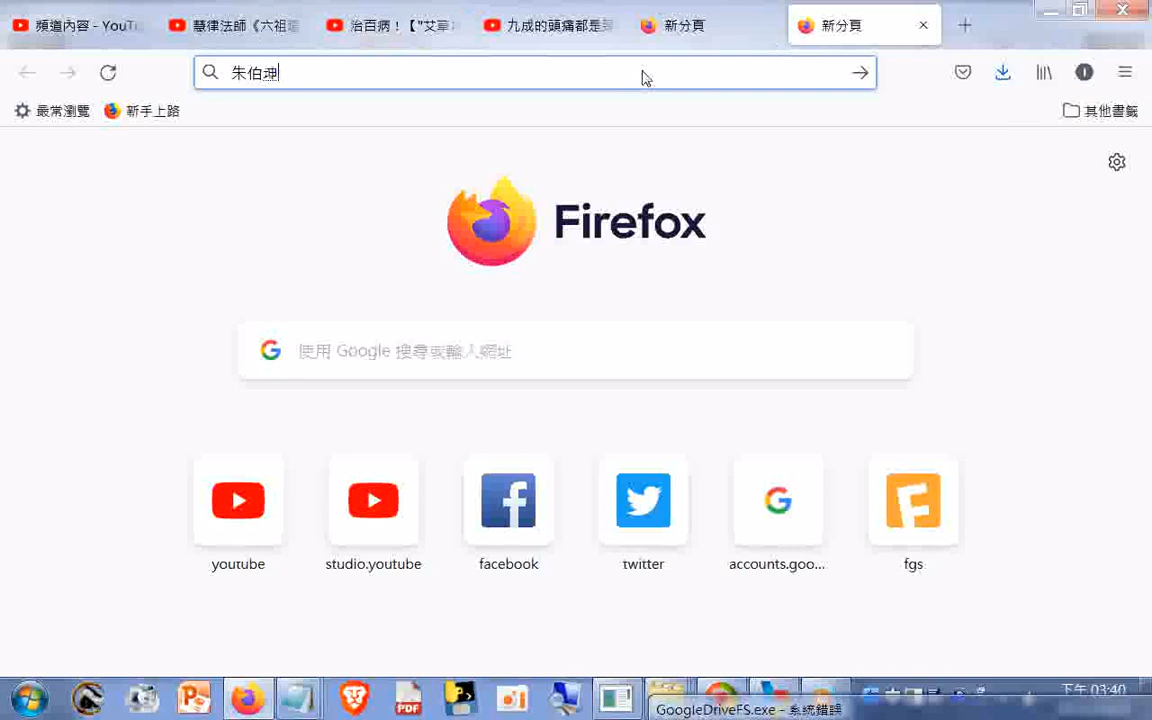 頻道內容 - YouTu
慧律法師《六祖壇
治百病！【"艾草
九成的頭痛都是
新分頁
新分頁
朱伯
最常瀏覽
新手上路
其他書籤
Firefox
使用 Google 搜尋或輸入網址
youtube
studio.youtube
facebook
twitter
accounts.goo...
fgs
PDF
GoogleDriveFS.exe - 系統錯誤
下午 03:40